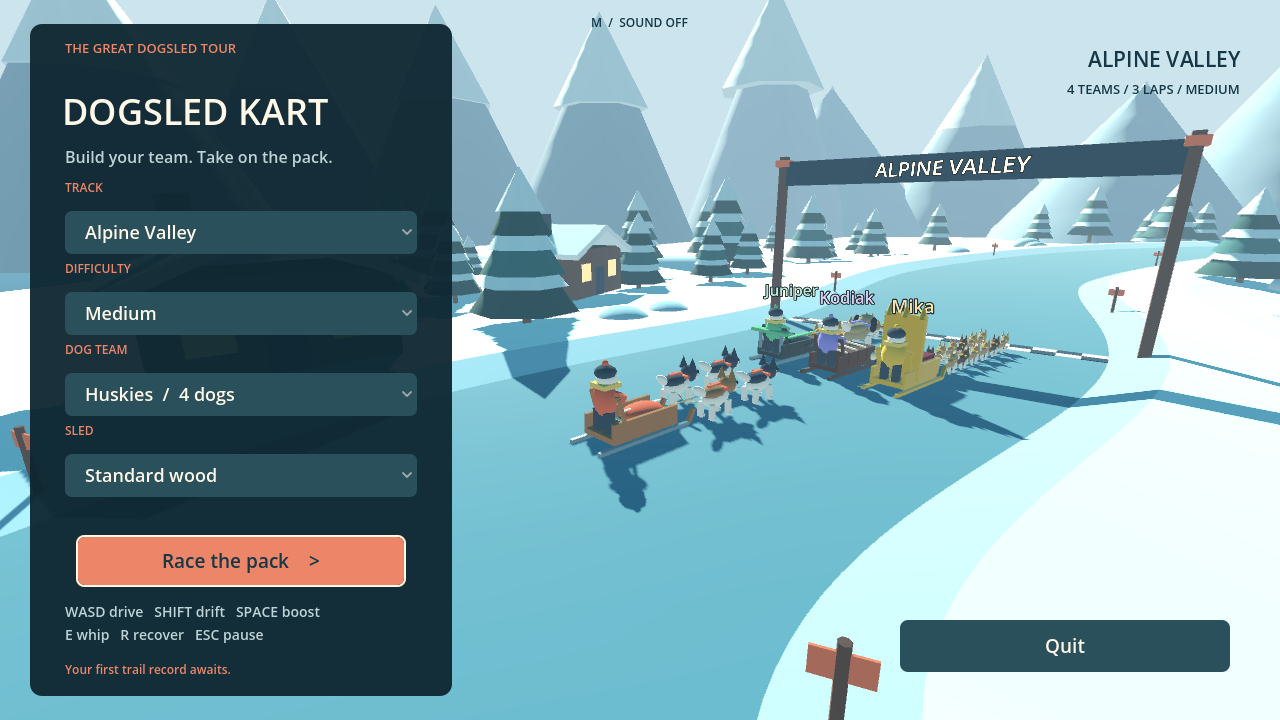 M / SOUND OFF
THE GREAT DOGSLED TOUR
DOGSLED KART
Build your team. Take on the pack.
TRACK
Alpine Valley
DIFFICULTY
Medium
DOG TEAM
Huskies / 4 dogs
SLED
Standard wood
Race the pack >
WASD drive SHIFT drift SPACE boost
E whip R recover ESC pause
Your first trail record awaits.
ALPINE VALLEY
4 TEAMS / 3 LAPS / MEDIUM
ALPINE VALLEY
Juniper
Kodiak
Mika
Quit